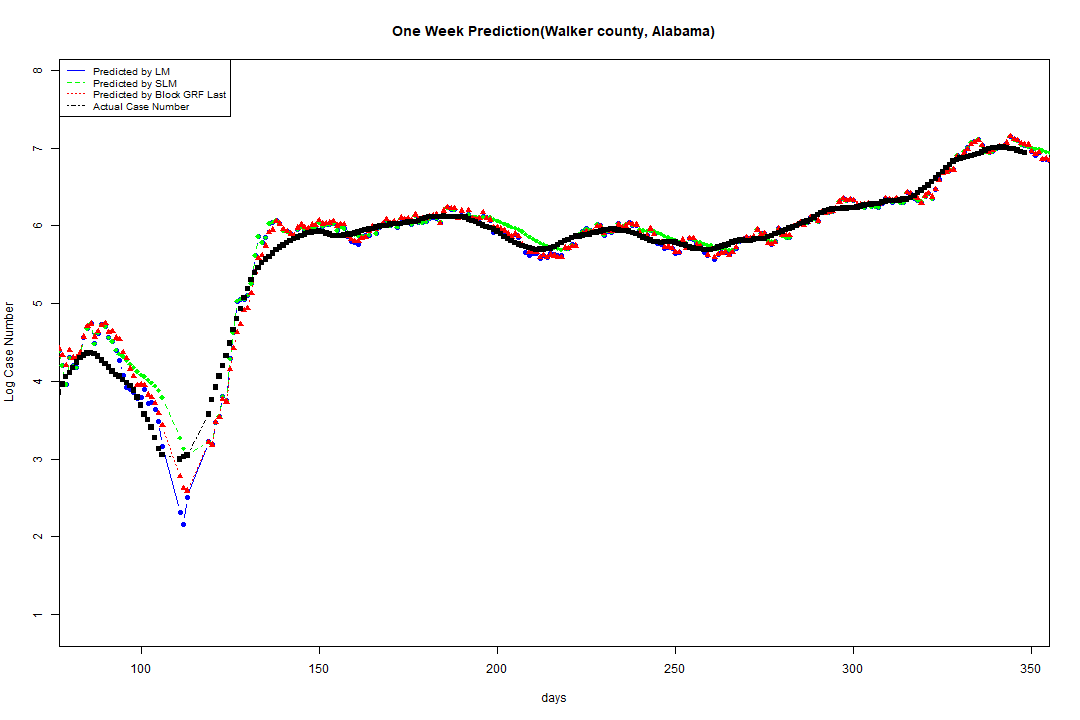 One Week Prediction(Walker county, Alabama)
Predicted by LM
Predicted by SLM
Predicted by Block GRF Last
Actual Case Number
8
7
6
5
4
3
2
1
Log Case Number
100 150 200 250 300 350
days